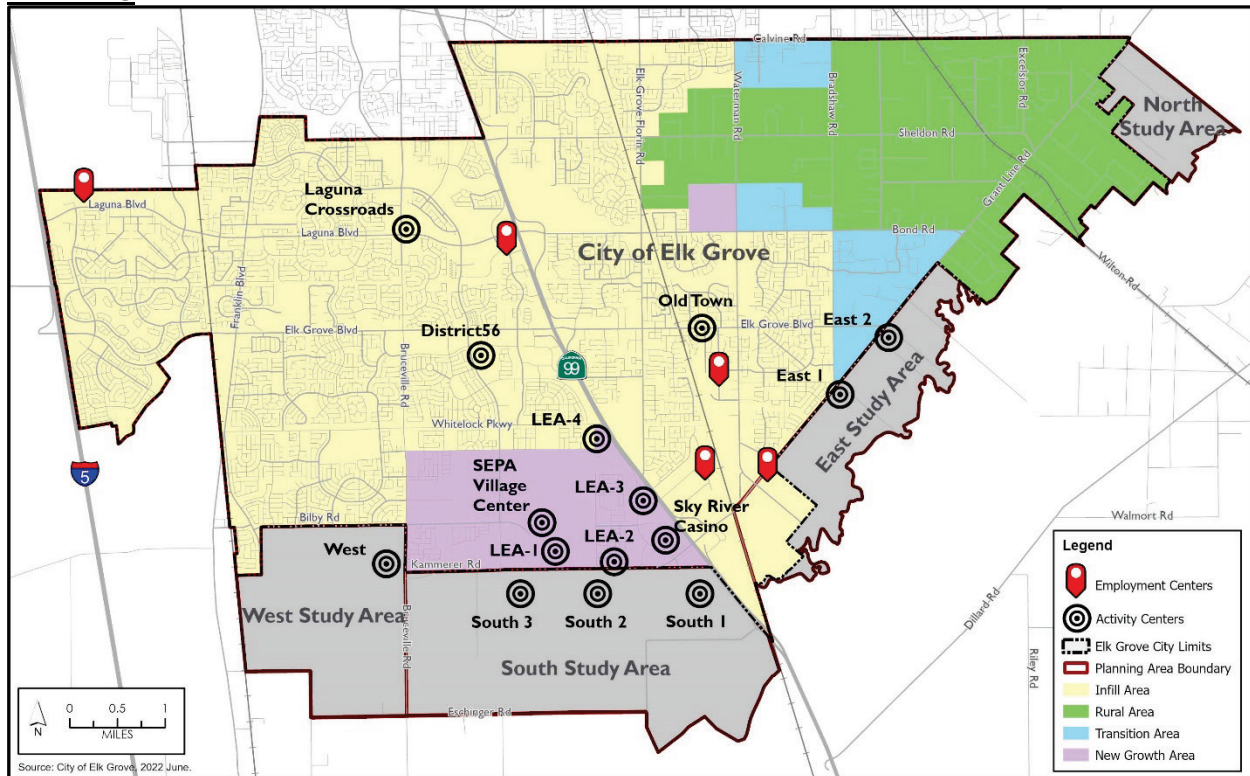 Calvine Rd
Elk Grove-Florin Rd
Waterman Rd
Bradshaw Rd
Excelsior Rd
North
Study Area
Sheldon Rd
Grant Line Rd
Laguna
Crossroads
Laguna Blvd
Laguna Blvd
Bond Rd
City of Elk Grove
Wilton Rd
Franklin Blvd
Old Town
Elk Grove Blvd
District56
Elk Grove Blvd
East 2
99
Bruceville Rd
East 1
East Study Area
Whitelock Pkwy
LEA-4
5
SEPA
Village
Center
LEA-3
Sky River
Casino
Bilby Rd
Walmort Rd
West
LEA-1
LEA-2
Kammerer Rd
West Study Area
Bruceville Rd
South 3
South 2
South 1
South Study Area
Dillard Rd
Riley Rd
Eschinger Rd
Legend
Employment Centers
Activity Centers
Elk Grove City Limits
Planning Area Boundary
Infill Area
Rural Area
Transition Area
New Growth Area
N
0 0.5 1
MILES
Source: City of Elk Grove, 2022 June.